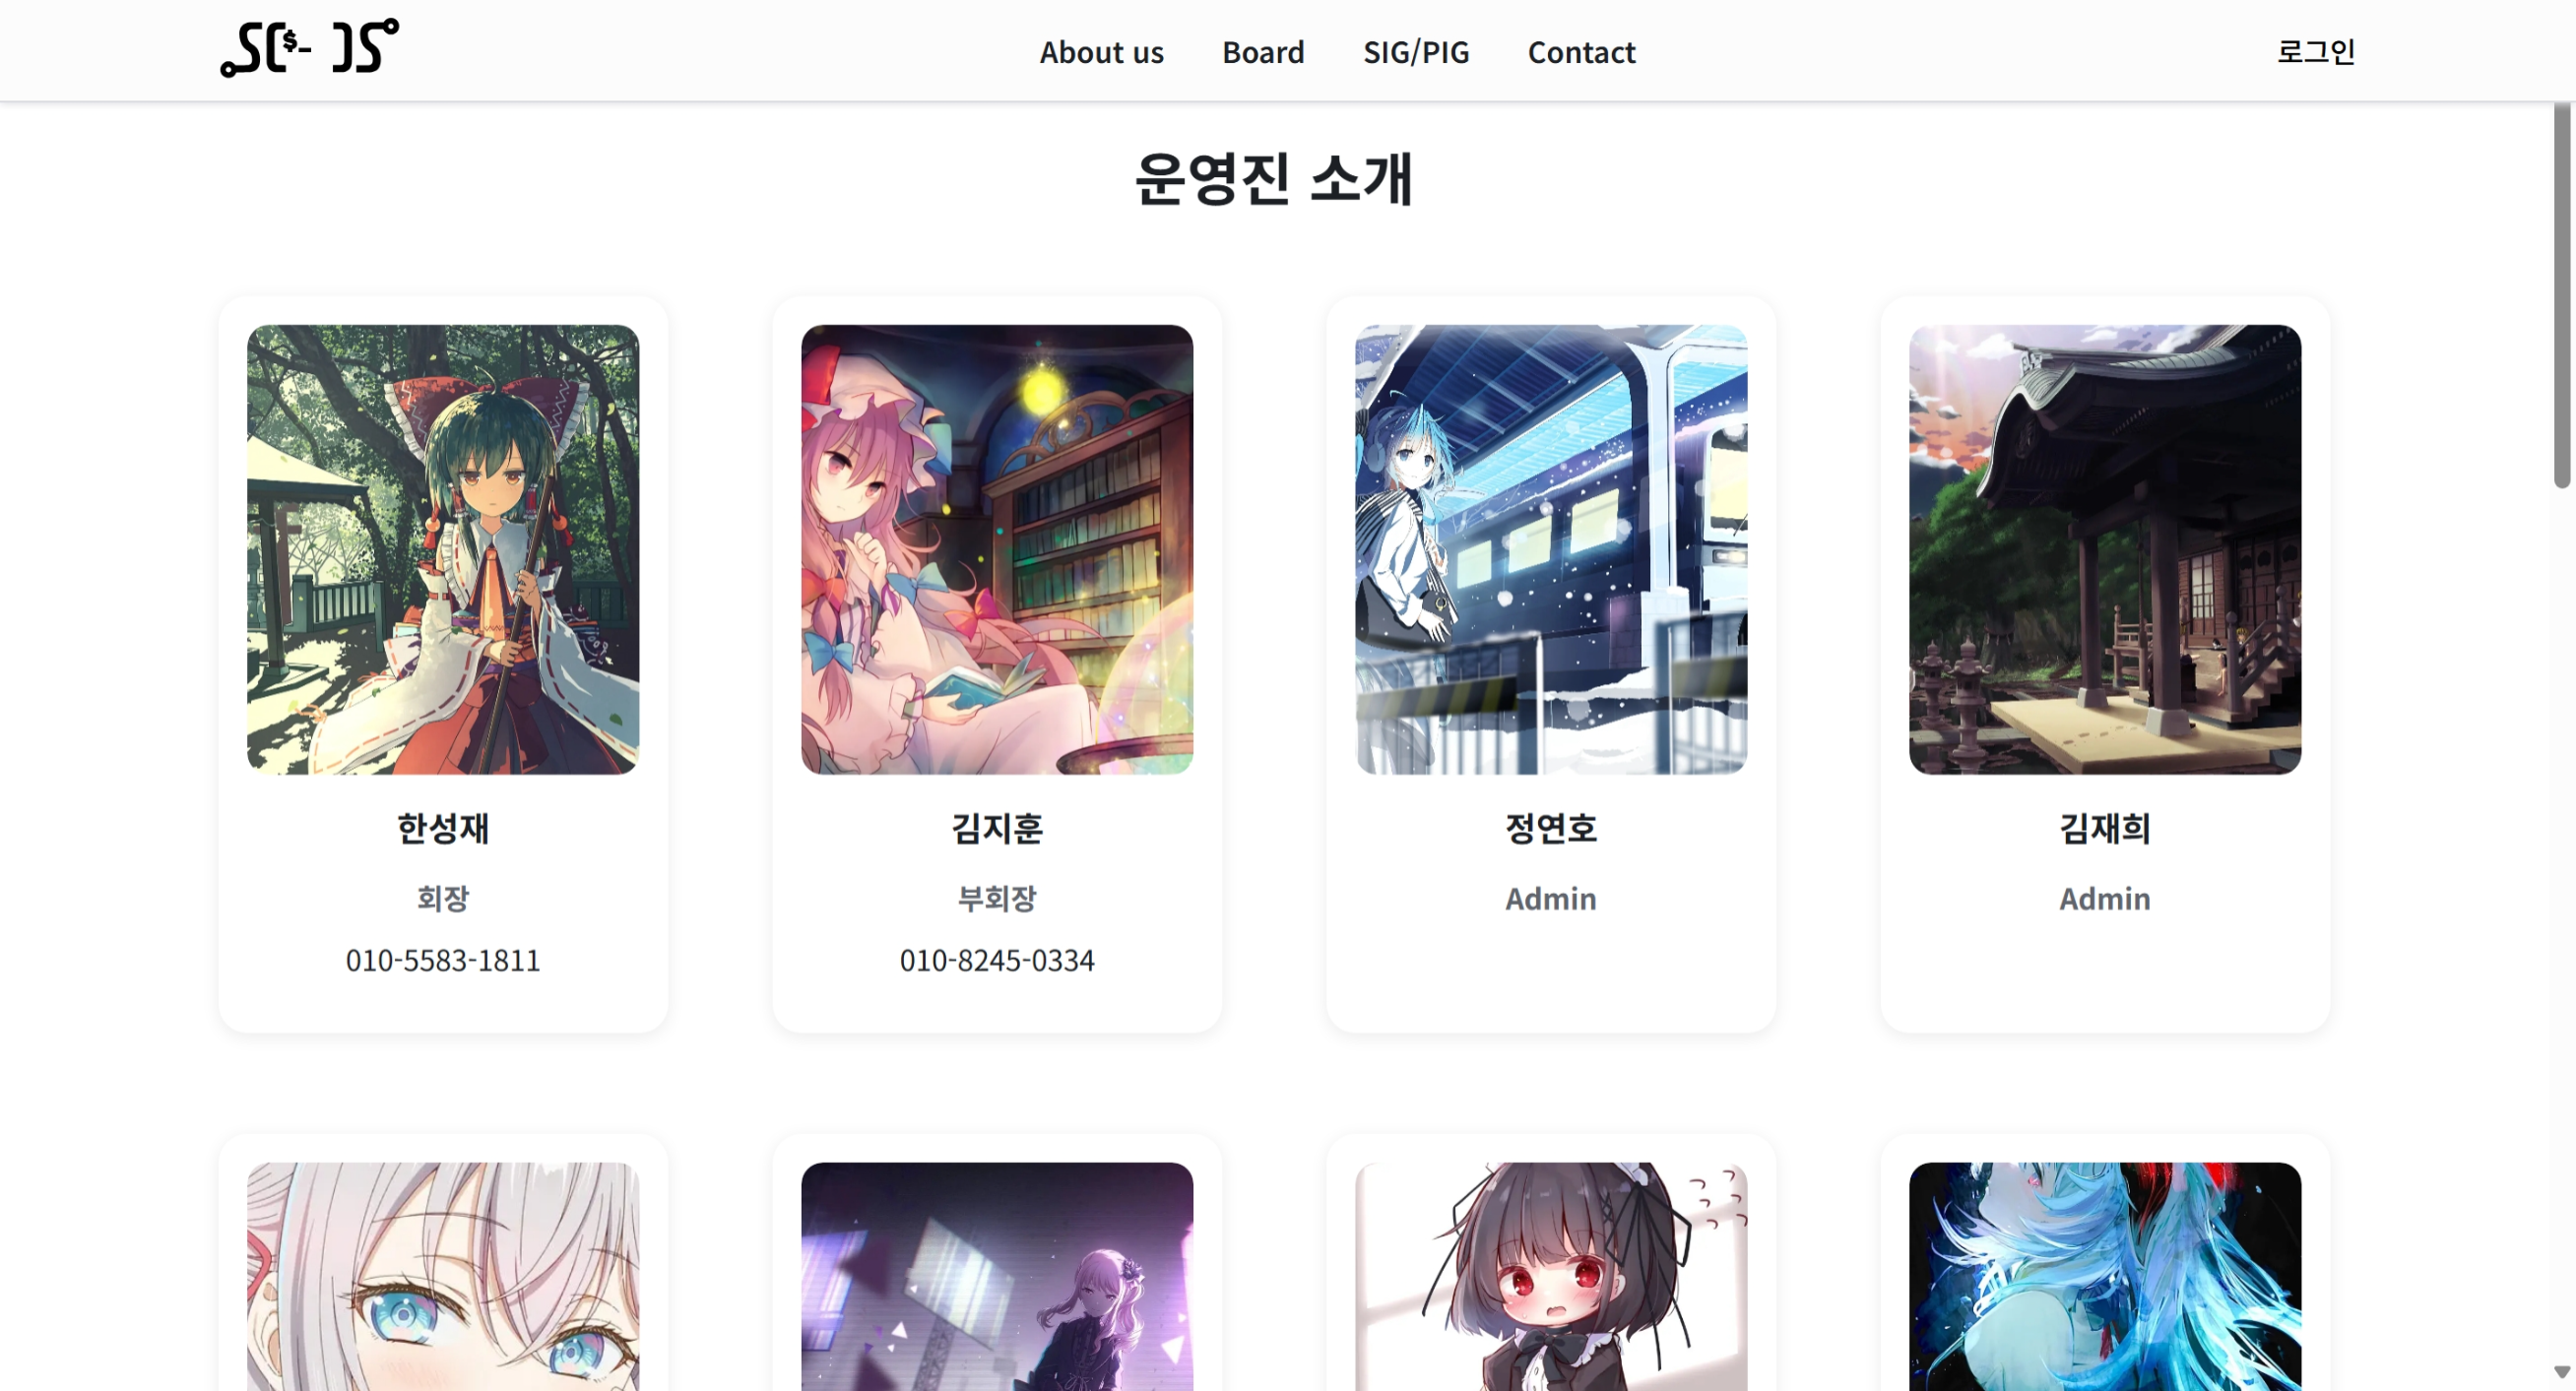 SC$_ JS
About us
Board
SIG/PIG
Contact
로그인
운영진 소개
한성재
회장
010-5583-1811
김지훈
부회장
010-8245-0334
정연호
Admin
김재희
Admin